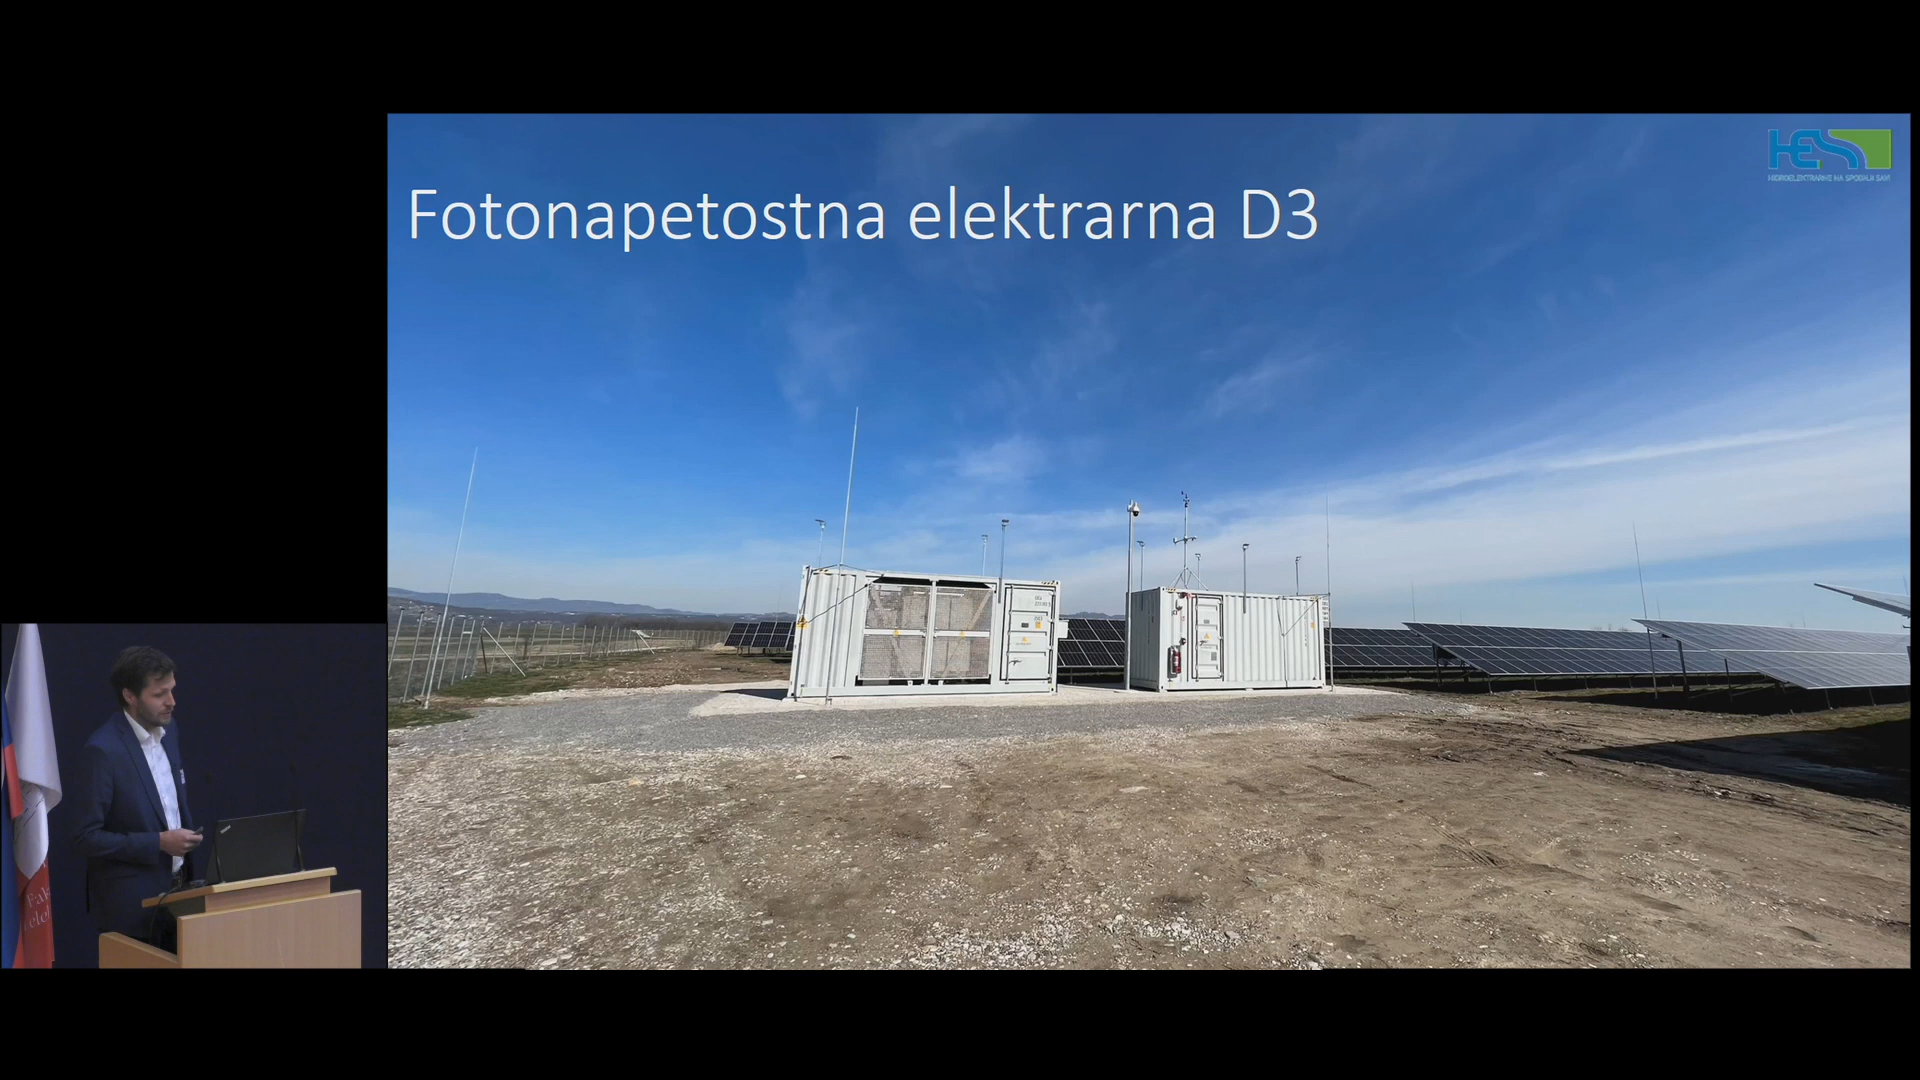 HESS
HIDROELEKTRARNE NA SPODNJI SAVI
Fotonapetostna elektrarna D3